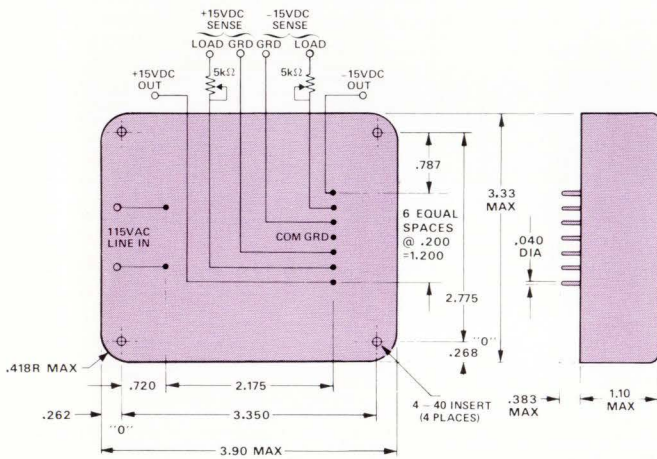 +15VDC -15VDC
SENSE SENSE
LOAD GRD GRD LOAD
+15VDC 5kΩ 5kΩ -15VDC
OUT OUT
.787
3.33
MAX
115VAC
LINE IN
COM GRD
6 EQUAL
SPACES
@ .200
=1.200
.040
DIA
2.775
"0"
.268
.418R MAX
.720 2.175
4-40 INSERT
(4 PLACES)
.383
MAX
1.10
MAX
.262 3.350
"0"
3.90 MAX